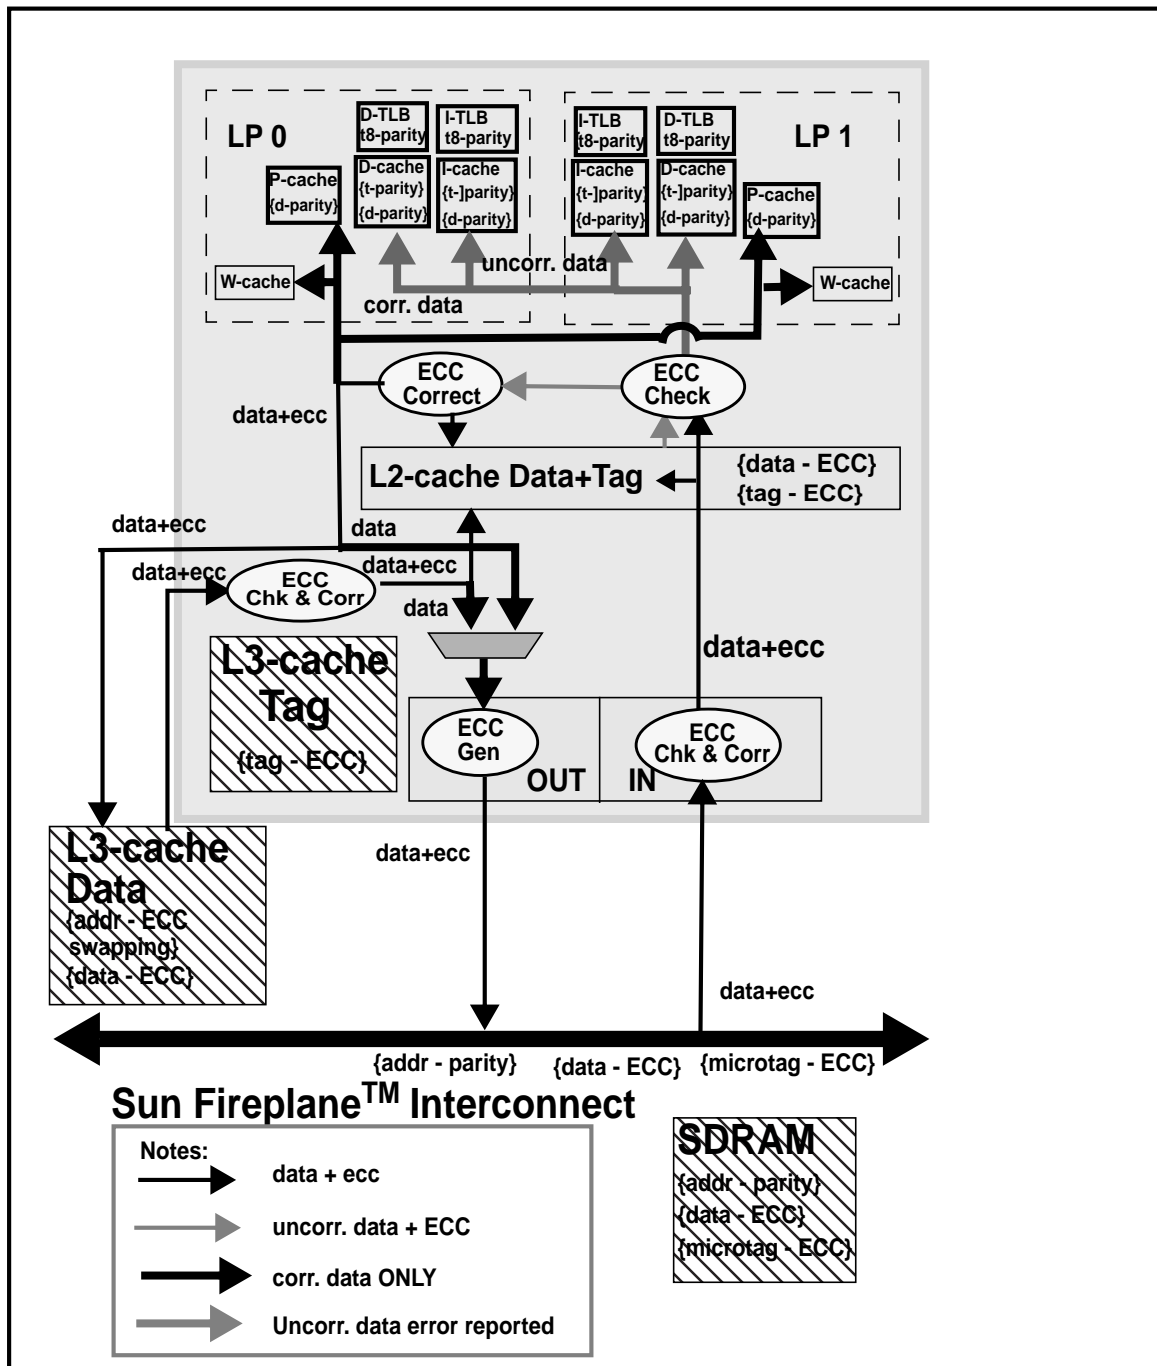 LP 0
D-TLB
t8-parity
I-TLB
t8-parity
I-TLB
t8-parity
D-TLB
t8-parity
LP 1
P-cache
{d-parity}
D-cache
{t-parity}
{d-parity}
I-cache
{t-]parity}
{d-parity}
I-cache
{t-]parity}
{d-parity}
D-cache
{t-]parity}
{d-parity}
P-cache
{d-parity}
uncorr. data
W-cache
W-cache
corr. data
ECC
Correct
ECC
Check
data+ecc
L2-cache Data+Tag
{data - ECC}
{tag - ECC}
data+ecc
data
data+ecc
data+ecc
ECC
Chk & Corr
data
L3-cache
Tag
{tag - ECC}
data+ecc
ECC
Gen
OUT
IN
ECC
Chk & Corr
L3-cache
Data
{addr - ECC
swapping}
{data - ECC}
data+ecc
data+ecc
{addr - parity}
{data - ECC}
{microtag - ECC}
Sun Fireplane™ Interconnect
SDRAM
{addr - parity}
{data - ECC}
{microtag - ECC}
Notes:
data + ecc
uncorr. data + ECC
corr. data ONLY
Uncorr. data error reported